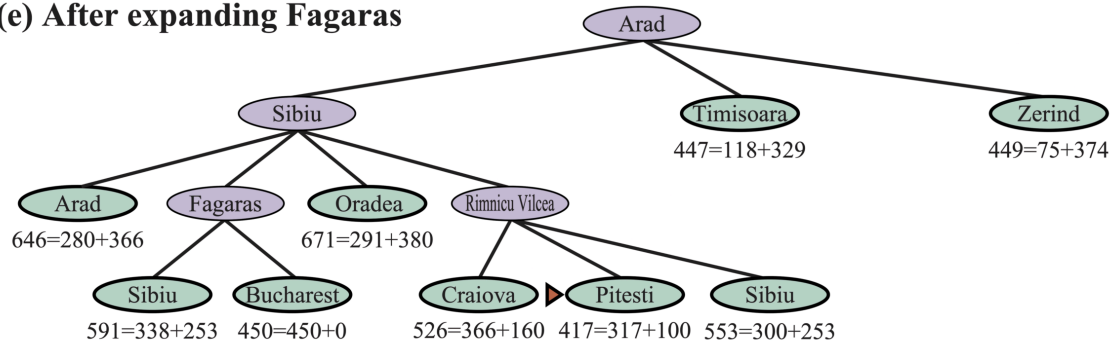 (e) After expanding Fagaras
Arad
Sibiu
Timisoara
Zerind
447=118+329
449=75+374
Arad
Fagaras
Oradea
Rimnicu Vilcea
646=280+366
671=291+380
Sibiu
Bucharest
Craiova
Pitesti
Sibiu
591=338+253
450=450+0
526=366+160
417=317+100
553=300+253